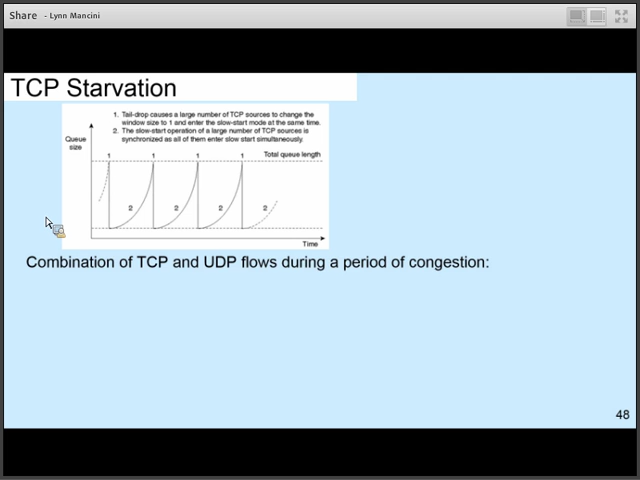 Share - Lynn Mancini
TCP Starvation
1. Tail-drop causes a large number of TCP sources to change the
window size to 1 and enter the slow-start mode at the same time.
2. The slow-start operation of a large number of TCP sources is
synchronized as all of them enter slow start simultaneously.
Queue
size
1 1 1 1 Total queue length
2 2 2 2
Time
Combination of TCP and UDP flows during a period of congestion:
48